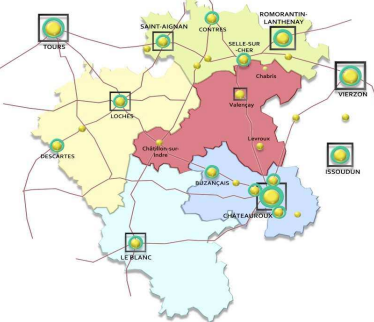 ROMORANTIN-
LANTHENAY
SAINT-AIGNAN
CONTRES
TOURS
SELLE-SUR
-CHER
Chabris
VIERZON
Valençay
LOCHES
Levroux
Châtillon-sur-
Indre
DESCARTES
ISSOUDUN
BUZANÇAIS
CHÂTEAUROUX
LE BLANC